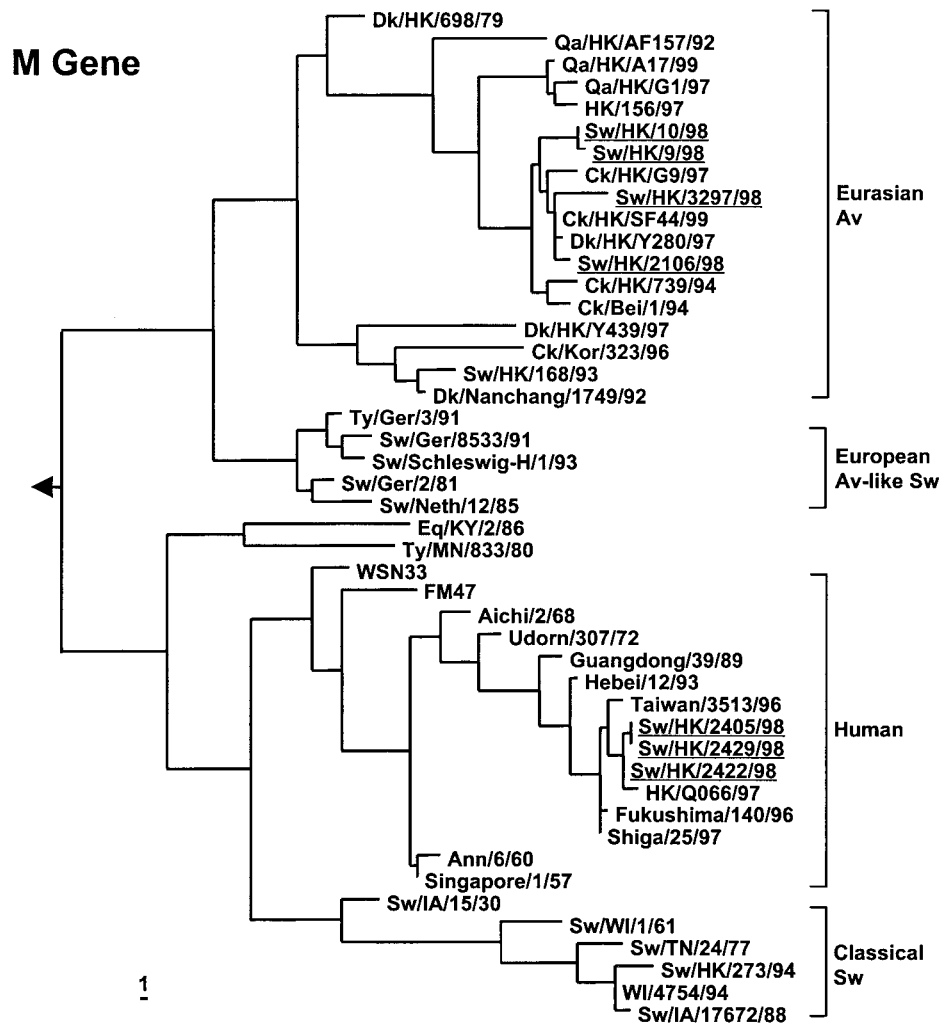 M Gene
Dk/HK/698/79
Qa/HK/AF157/92
Qa/HK/A17/99
Qa/HK/G1/97
HK/156/97
Sw/HK/10/98
Sw/HK/9/98
Ck/HK/G9/97
Sw/HK/3297/98
Ck/HK/SF44/99
Dk/HK/Y280/97
Sw/HK/2106/98
Ck/HK/739/94
Ck/Bei/1/94
Dk/HK/Y439/97
Ck/Kor/323/96
Sw/HK/168/93
Dk/Nanchang/1749/92
Eurasian
Av
Ty/Ger/3/91
Sw/Ger/8533/91
Sw/Schleswig-H/1/93
Sw/Ger/2/81
Sw/Neth/12/85
European
Av-like Sw
Eq/KY/2/86
Ty/MN/833/80
WSN33
FM47
Aichi/2/68
Udorn/307/72
Guangdong/39/89
Hebei/12/93
Taiwan/3513/96
Sw/HK/2405/98
Sw/HK/2429/98
Sw/HK/2422/98
HK/Q066/97
Fukushima/140/96
Shiga/25/97
Ann/6/60
Singapore/1/57
Human
Sw/IA/15/30
Sw/WI/1/61
Sw/TN/24/77
Sw/HK/273/94
WI/4754/94
Sw/IA/17672/88
Classical
Sw
1